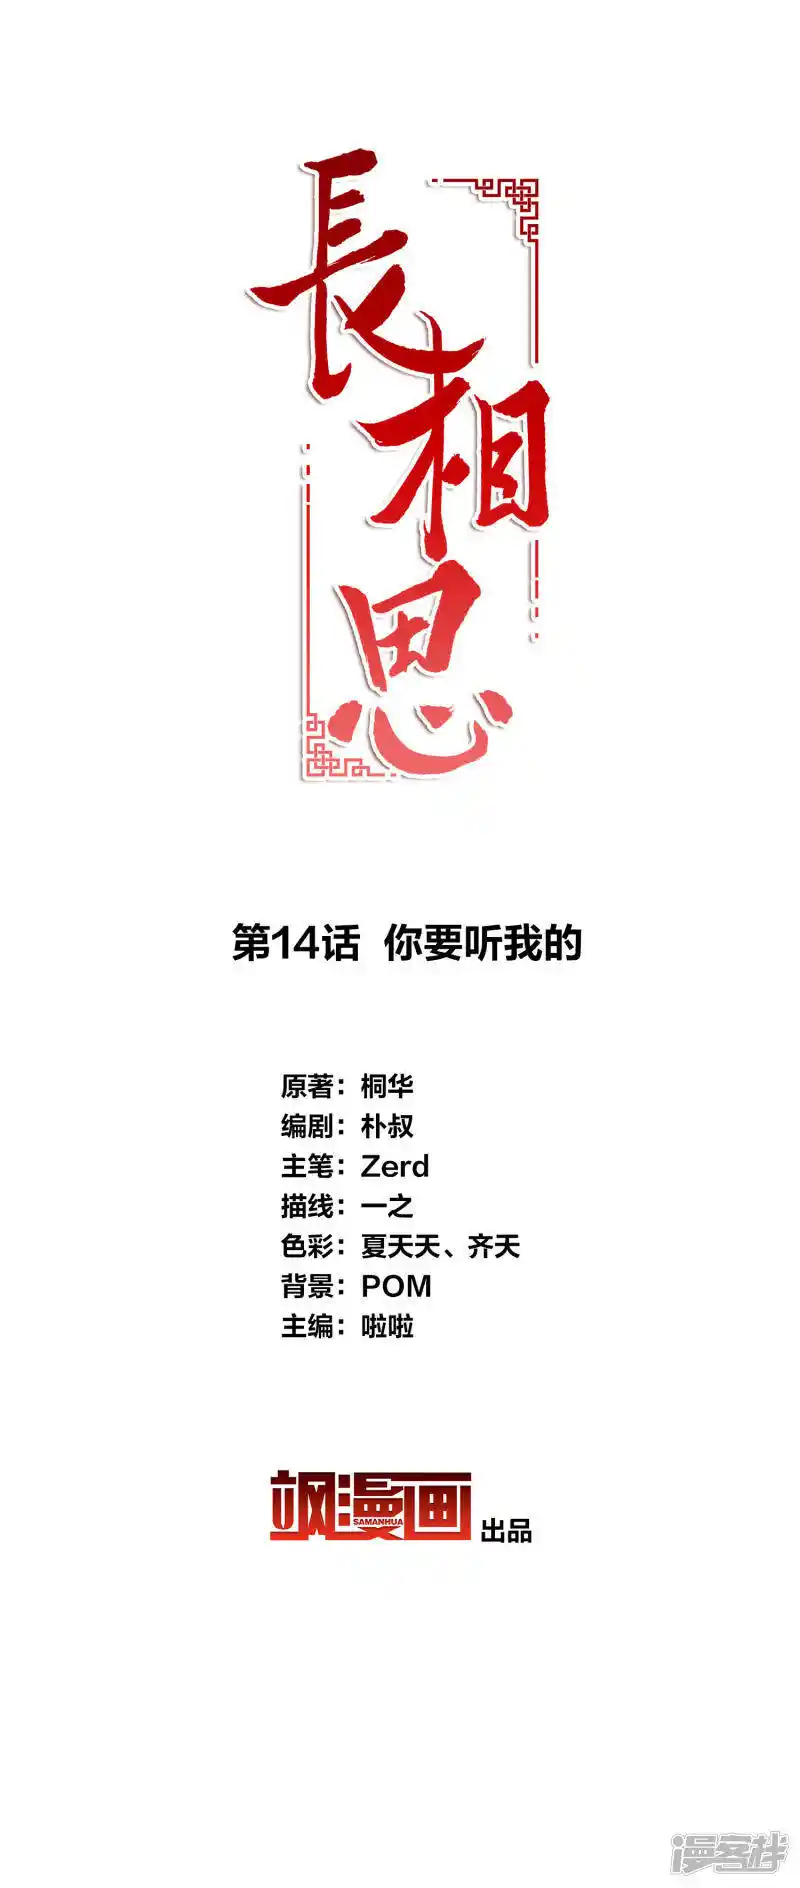 長相思
第14话 你要听我的
原著：桐华
编剧：朴叔
主笔：Zerd
描线：一之
色彩：夏天天、齐天
背景：POM
主编：啦啦
飒漫画 SAMANHUA 出品
漫客栈